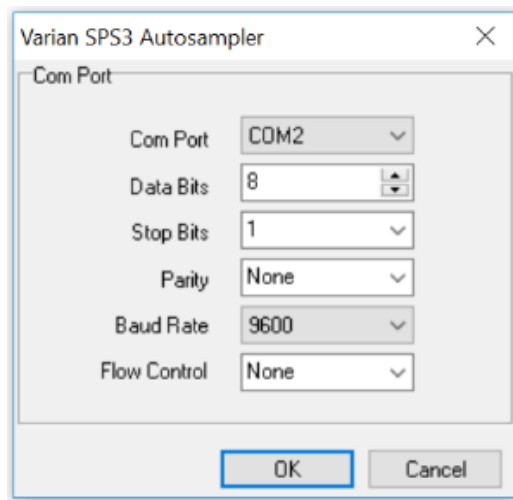 Varian SPS3 Autosampler
Com Port
Com Port COM2
Data Bits 8
Stop Bits 1
Parity None
Baud Rate 9600
Flow Control None
OK Cancel